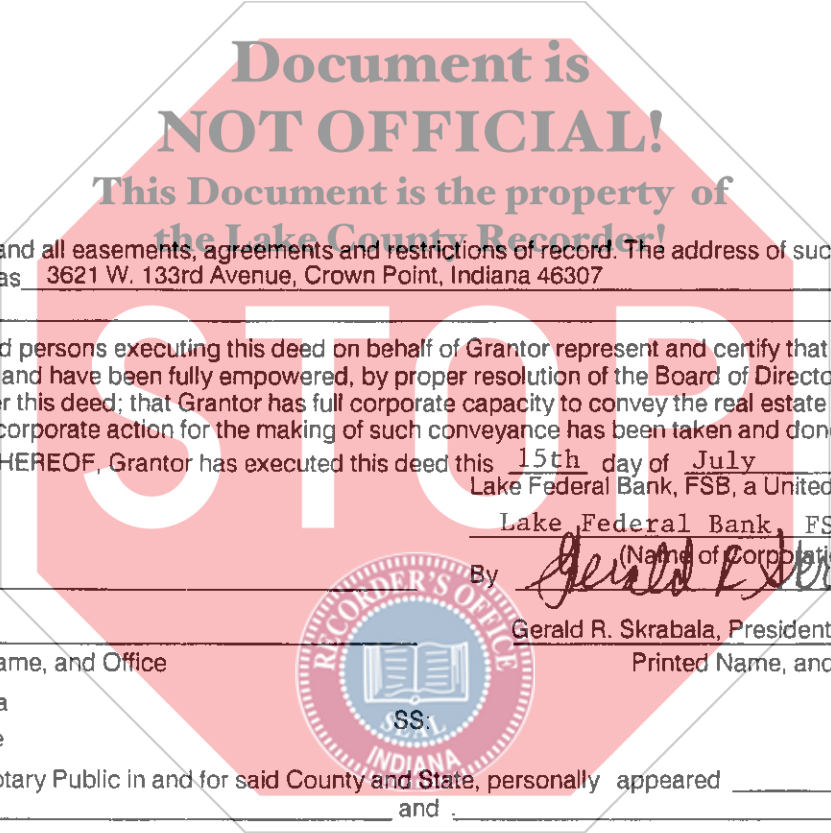 Document is
NOT OFFICIAL!
This Document is the property of
the Lake County Recorder!
and all easements, agreements and restrictions of record. The address of suc
as 3621 W. 133rd Avenue, Crown Point, Indiana 46307
STOP
d persons executing this deed on behalf of Grantor represent and certify that
and have been fully empowered, by proper resolution of the Board of Directo
r this deed; that Grantor has full corporate capacity to convey the real estate
corporate action for the making of such conveyance has been taken and done
HEREOF, Grantor has executed this deed this 15th day of July
Lake Federal Bank, FSB, a United
Lake Federal Bank FS
(Name of Corporatio
By Gerald R Skr
Gerald R. Skrabala, President
ame, and Office
Printed Name, and
a
SS:
e
RECORDER'S OFFICE
SEAL
INDIANA
otary Public in and for said County and State, personally appeared
and